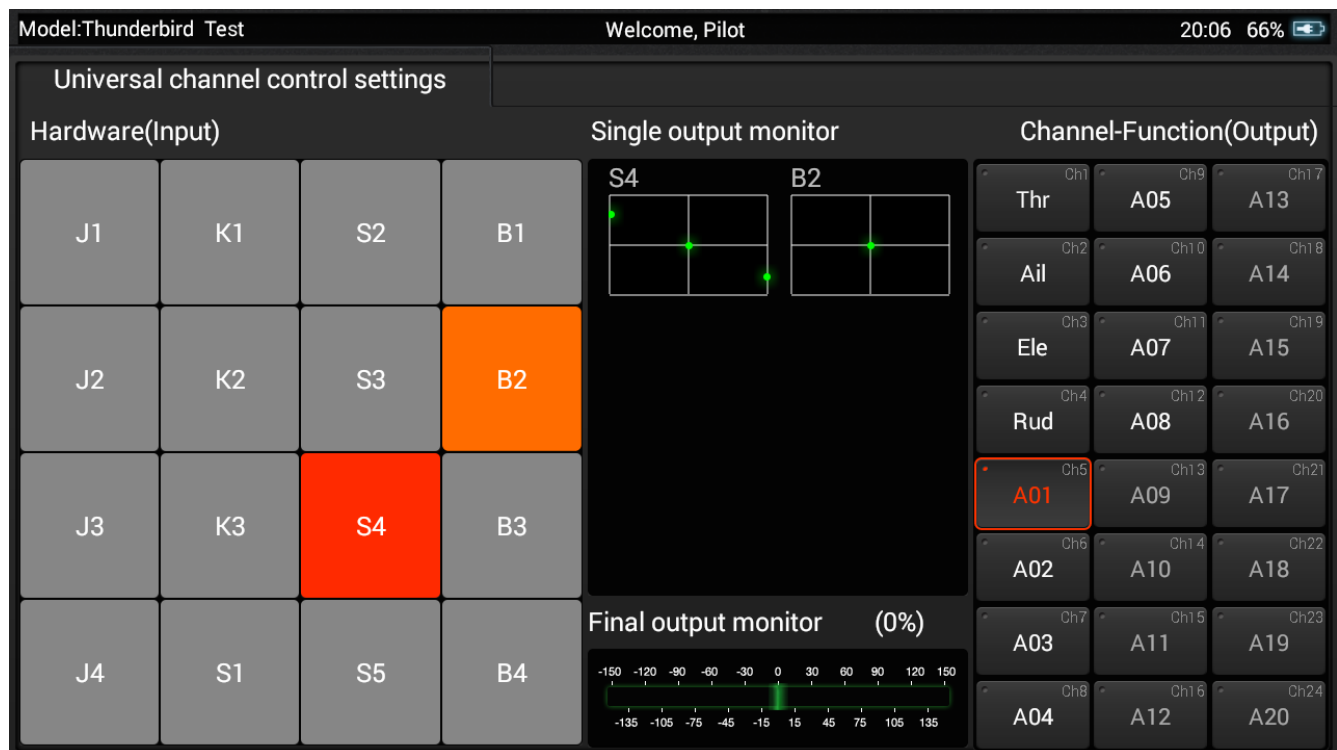 Model:Thunderbird Test Welcome, Pilot 20:06 66%
Universal channel control settings
Hardware(Input)
J1 K1 S2 B1
J2 K2 S3 B2
J3 K3 S4 B3
J4 S1 S5 B4
Single output monitor
S4 B2
Final output monitor (0%)
-150 -120 -90 -60 -30 0 30 60 90 120 150
-135 -105 -75 -45 -15 15 45 75 105 135
Channel-Function(Output)
Ch1 Ch9 Ch17
Thr A05 A13
Ch2 Ch10 Ch18
Ail A06 A14
Ch3 Ch11 Ch19
Ele A07 A15
Ch4 Ch12 Ch20
Rud A08 A16
Ch5 Ch13 Ch21
A01 A09 A17
Ch6 Ch14 Ch22
A02 A10 A18
Ch7 Ch15 Ch23
A03 A11 A19
Ch8 Ch16 Ch24
A04 A12 A20